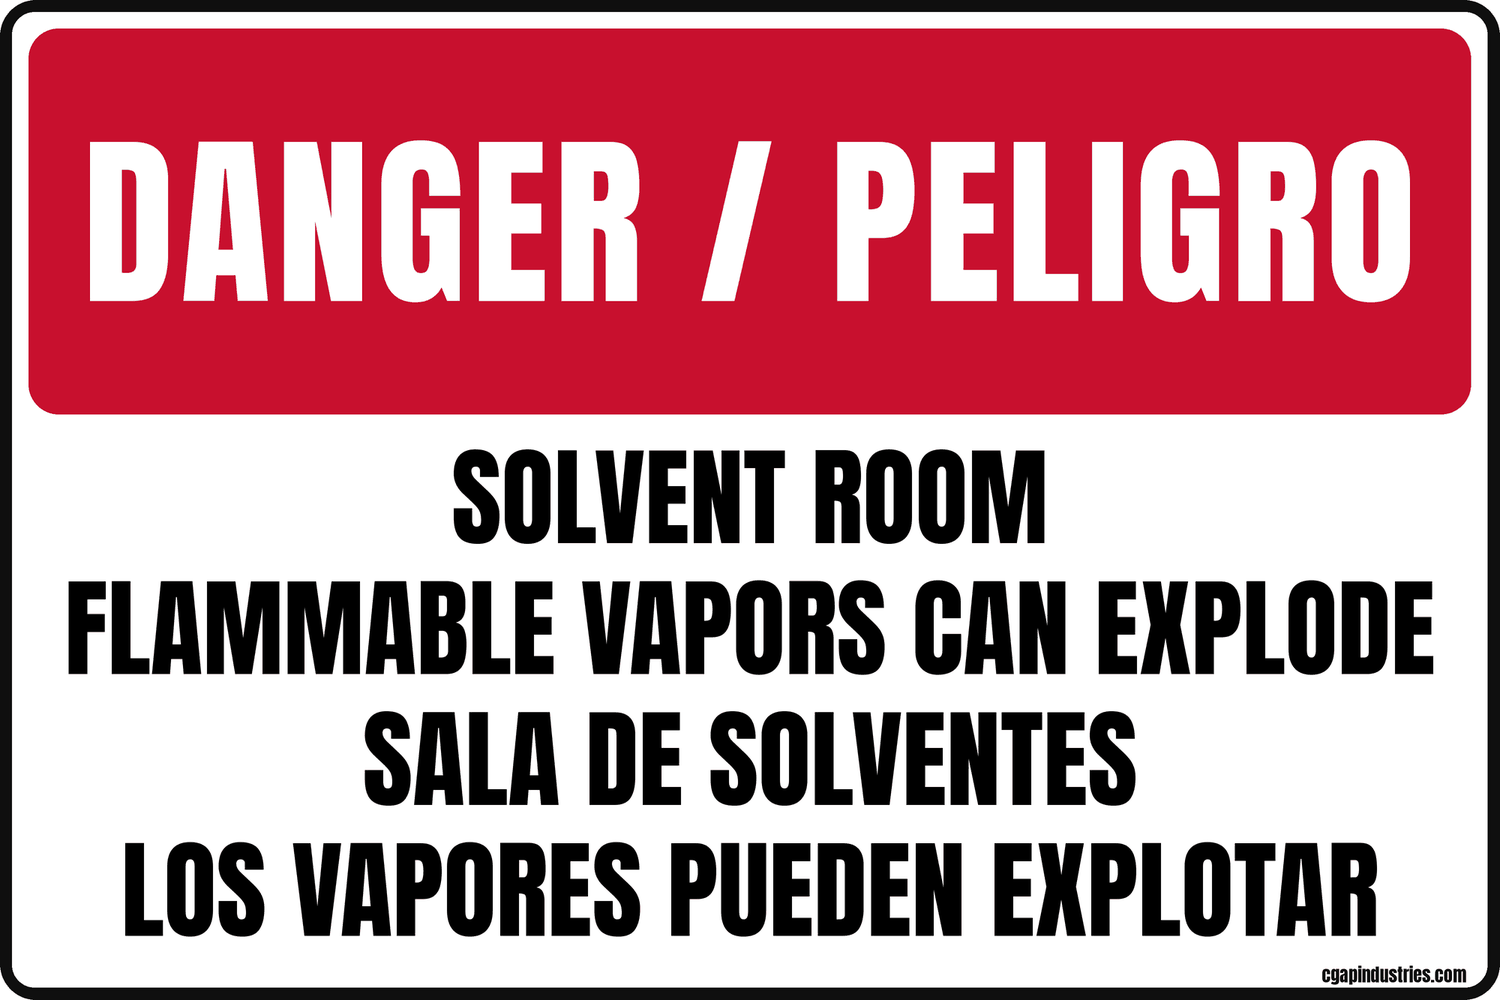 DANGER / PELIGRO
SOLVENT ROOM
FLAMMABLE VAPORS CAN EXPLODE
SALA DE SOLVENTES
LOS VAPORES PUEDEN EXPLOTAR
cgapindustries.com